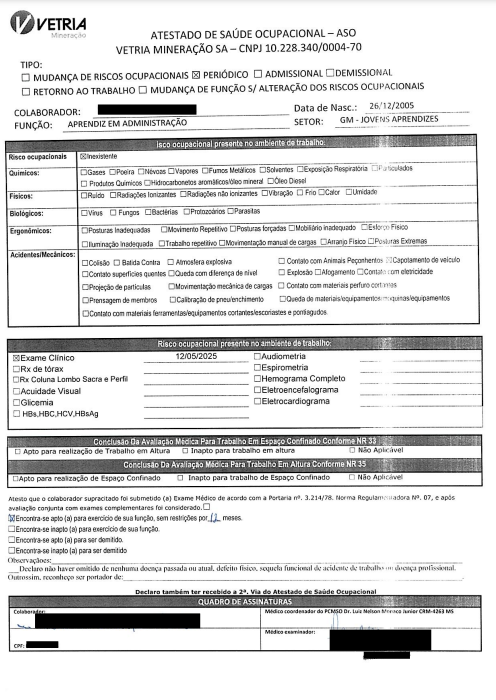 VETRIA
Mineração
ATESTADO DE SAÚDE OCUPACIONAL – ASO
VETRIA MINERAÇÃO SA – CNPJ 10.228.340/0004-70
TIPO:
☐ MUDANÇA DE RISCOS OCUPACIONAIS ☒ PERIÓDICO ☐ ADMISSIONAL ☐DEMISSIONAL
☐ RETORNO AO TRABALHO ☐ MUDANÇA DE FUNÇÃO S/ ALTERAÇÃO DOS RISCOS OCUPACIONAIS
COLABORADOR: Data de Nasc.: 26/12/2005
FUNÇÃO: APRENDIZ EM ADMINISTRAÇÃO SETOR: GM - JOVENS APRENDIZES
isco ocupacional presente no ambiente de trabalho:
Risco ocupacionais ☒Inexistente
Químicos: ☐Gases ☐Poeira ☐Névoas ☐Vapores ☐Fumos Metálicos ☐Solventes ☐Exposição Respiratória ☐Particulados
☐Produtos Químicos ☐Hidrocarbonetos aromáticos/óleo mineral ☐Óleo Diesel
Físicos: ☐Ruído ☐Radiações Ionizantes ☐Radiações não ionizantes ☐Vibração ☐Frio ☐Calor ☐Umidade
Biológicos: ☐Vírus ☐Fungos ☐Bactérias ☐Protozoários ☐Parasitas
Ergonômicos: ☐Posturas Inadequadas ☐Movimento Repetitivo ☐Posturas forçadas ☐Mobiliário inadequado ☐Esforço Físico
☐Iluminação Inadequada ☐Trabalho repetitivo ☐Movimentação manual de cargas ☐Arranjo Físico ☐Posturas Extremas
Acidentes/Mecânicos: ☐Colisão ☐Batida Contra ☐Atmosfera explosiva ☐Contato com Animais Peçonhentos ☒Capotamento de veículo
☐Contato superfícies quentes ☐Queda com diferença de nível ☐Explosão ☐Afogamento ☐Contato com eletricidade
☐Projeção de partículas ☐Movimentação mecânica de cargas ☐Contato com materiais perfuro cortantes
☐Prensagem de membros ☐Calibração de pneu/enchimento ☐Queda de materiais/equipamentos/maquinas/equipamentos
☐Contato com materiais ferramentas/equipamentos cortantes/escoriastes e pontiagudos.
Risco ocupacional presente no ambiente de trabalho:
☒Exame Clínico 12/05/2025 ☐Audiometria
☐Rx de tórax ☐Espirometria
☐Rx Coluna Lombo Sacra e Perfil ☐Hemograma Completo
☐Acuidade Visual ☐Eletroencefalograma
☐Glicemia ☐Eletrocardiograma
☐HBs,HBC,HCV,HBsAg
Conclusão Da Avaliação Médica Para Trabalho Em Espaço Confinado Conforme NR 33
☐ Apto para realização de Trabalho em Altura ☐ Inapto para trabalho em altura ☐ Não Aplicável
Conclusão Da Avaliação Médica Para Trabalho Em Altura Conforme NR 35
☐Apto para realização de Espaço Confinado ☐ Inapto para trabalho de Espaço Confinado ☐ Não Aplicável
Atesto que o colaborador supracitado foi submetido (a) Exame Médico de acordo com a Portaria nº. 3.214/78. Norma Regulamentadora Nº. 07, e após
avaliação conjunta com exames complementares foi considerado.☐
☒Encontra-se apto(a) para exercício de sua função, sem restrições por 12 meses.
☐Encontra-se inapto para exercício de sua função.
☐Encontra-se apto(a) para ser demitido.
☐Encontra-se inapto(a) para ser demitido
Observações:
Declaro não haver omitido de nenhuma doença passada ou atual, defeito físico, sequela funcional de acidente de trabalho ou doença profissional.
Outrossim, reconheço ser portador de:
Declaro também ter recebido a 2ª. Via do Atestado de Saúde Ocupacional
QUADRO DE ASSINATURAS
Colaborador: Médico coordenador do PCMSO Dr. Luiz Nelson Monaco Junior CRM-4263 MS
CPF: Médico examinador: